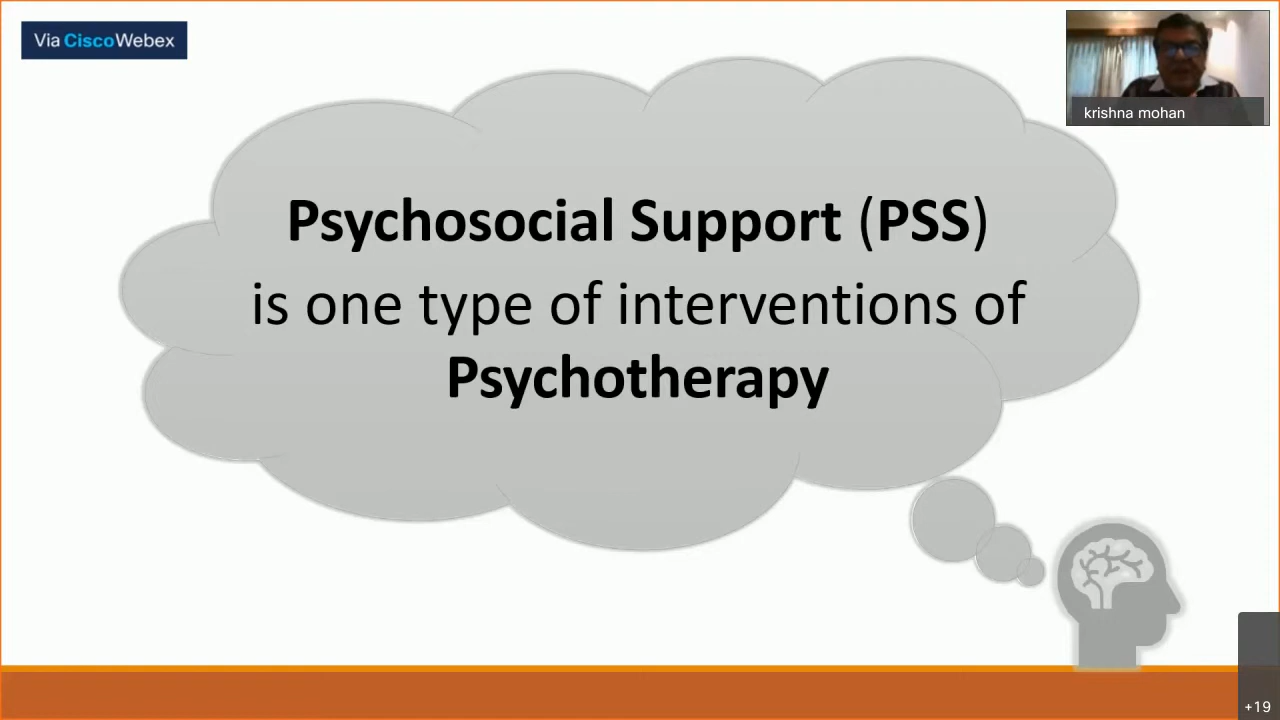 Via CiscoWebex
krishna mohan
Psychosocial Support (PSS)
is one type of interventions of
Psychotherapy
+19